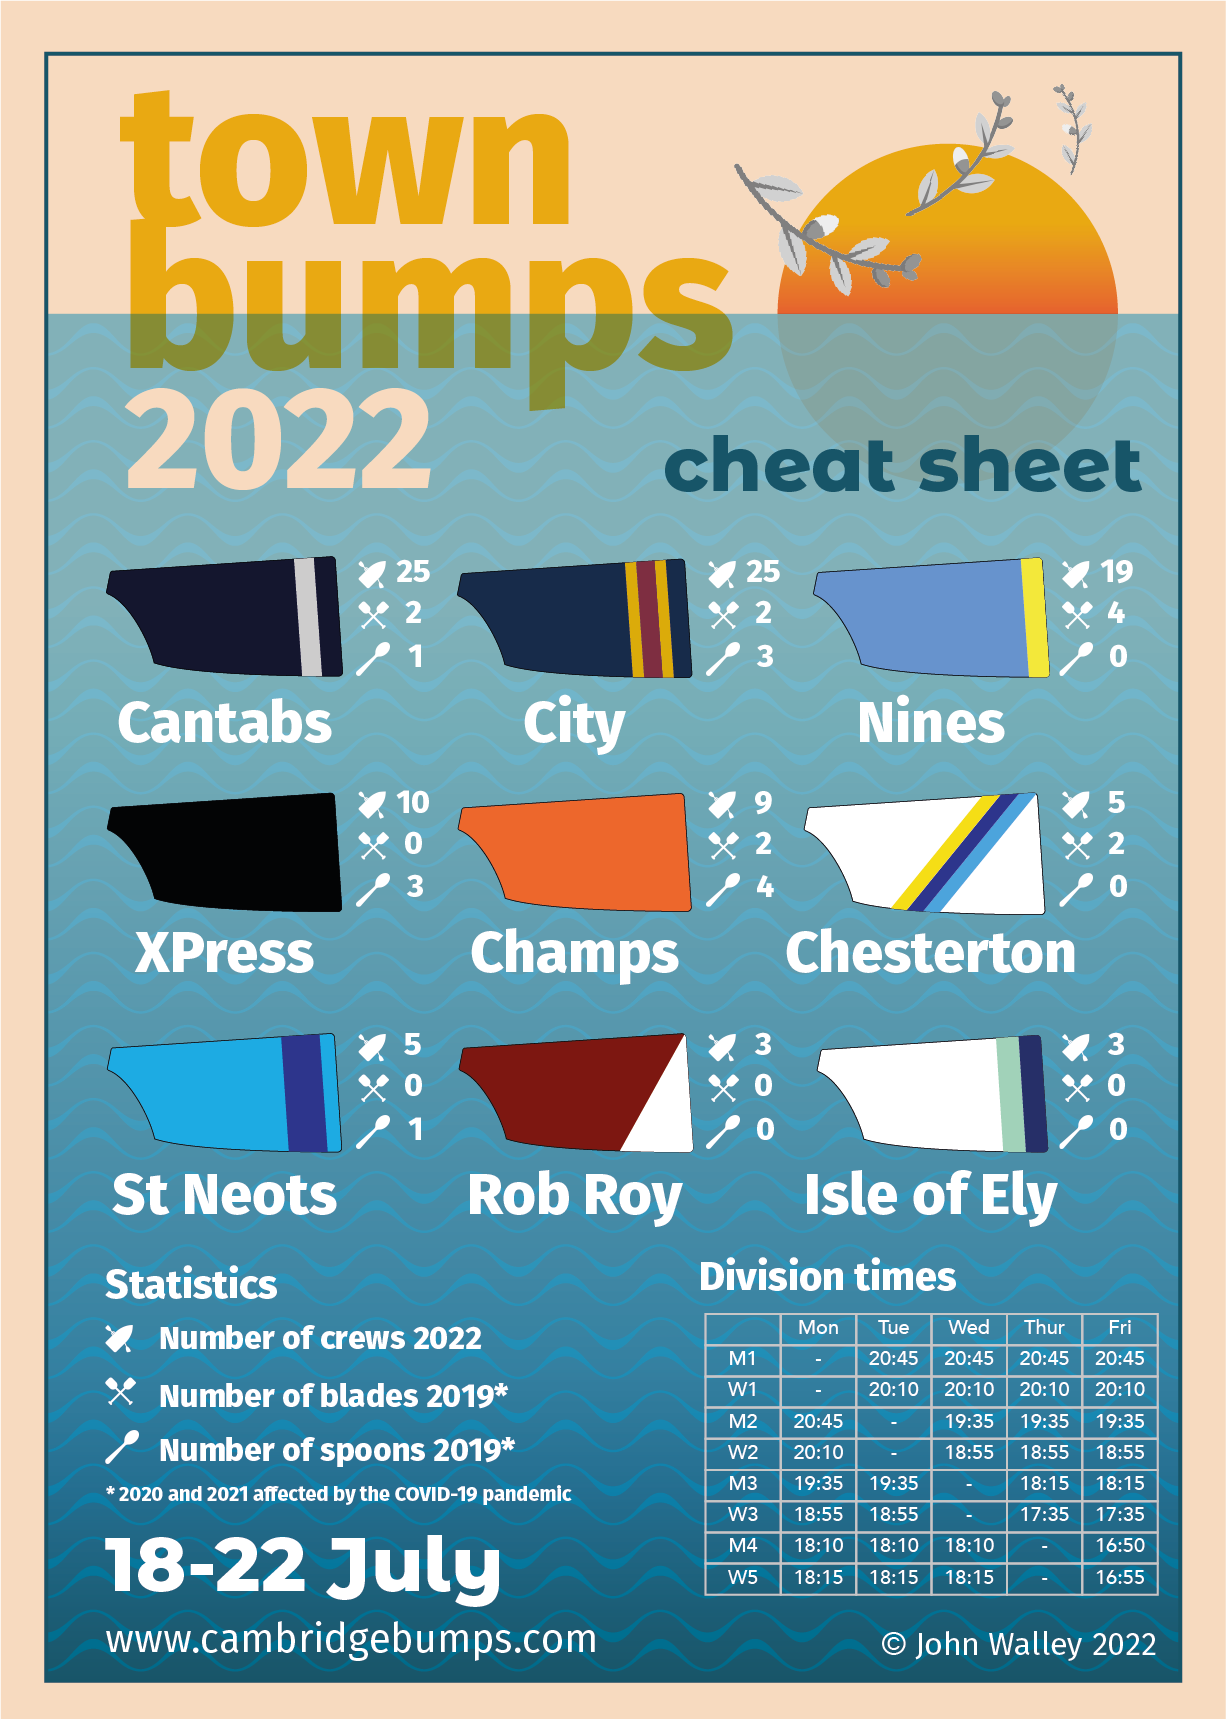 town
bumps
2022
cheat sheet
25
2
1
Cantabs
25
2
3
City
19
4
0
Nines
10
0
3
XPress
9
2
4
Champs
5
2
0
Chesterton
5
0
1
St Neots
3
0
0
Rob Roy
3
0
0
Isle of Ely
Statistics
Number of crews 2022
Number of blades 2019*
Number of spoons 2019*
* 2020 and 2021 affected by the COVID-19 pandemic
18-22 July
www.cambridgebumps.com
Division times
Mon Tue Wed Thur Fri
M1 - 20:45 20:45 20:45 20:45
W1 - 20:10 20:10 20:10 20:10
M2 20:45 - 19:35 19:35 19:35
W2 20:10 - 18:55 18:55 18:55
M3 19:35 19:35 - 18:15 18:15
W3 18:55 18:55 - 17:35 17:35
M4 18:10 18:10 18:10 - 16:50
W5 18:15 18:15 18:15 - 16:55
© John Walley 2022